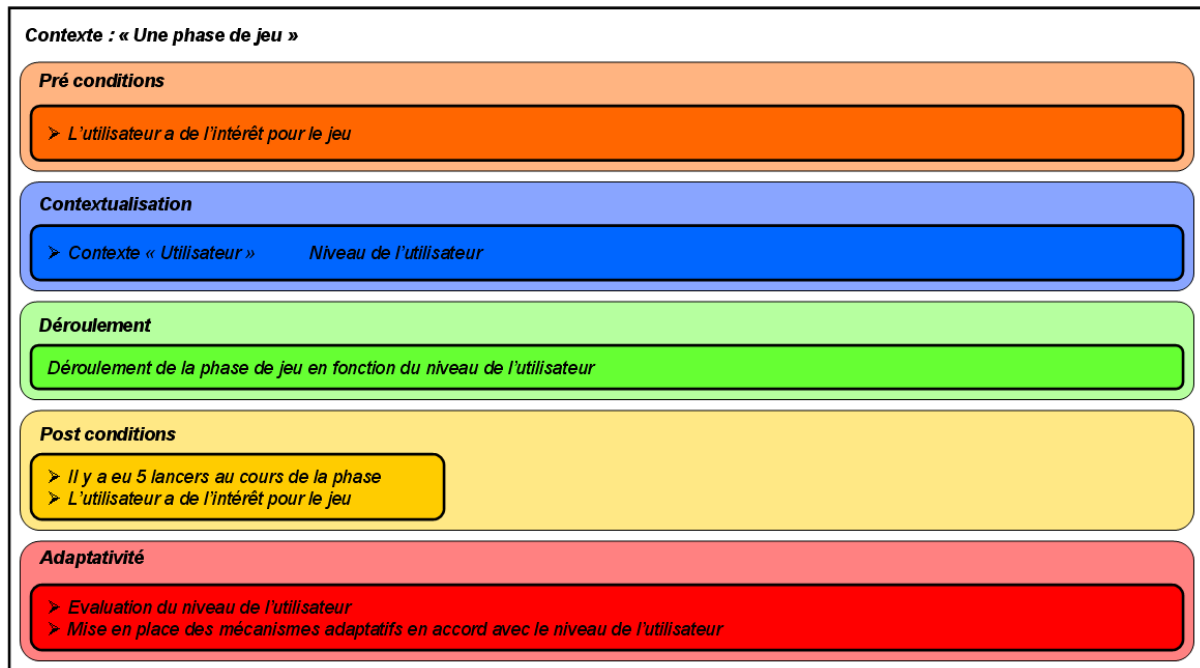 Contexte : « Une phase de jeu »
Pré conditions
➢ L'utilisateur a de l'intérêt pour le jeu
Contextualisation
➢ Contexte « Utilisateur » Niveau de l'utilisateur
Déroulement
Déroulement de la phase de jeu en fonction du niveau de l'utilisateur
Post conditions
➢ Il y a eu 5 lancers au cours de la phase
➢ L'utilisateur a de l'intérêt pour le jeu
Adaptativité
➢ Evaluation du niveau de l'utilisateur
➢ Mise en place des mécanismes adaptatifs en accord avec le niveau de l'utilisateur